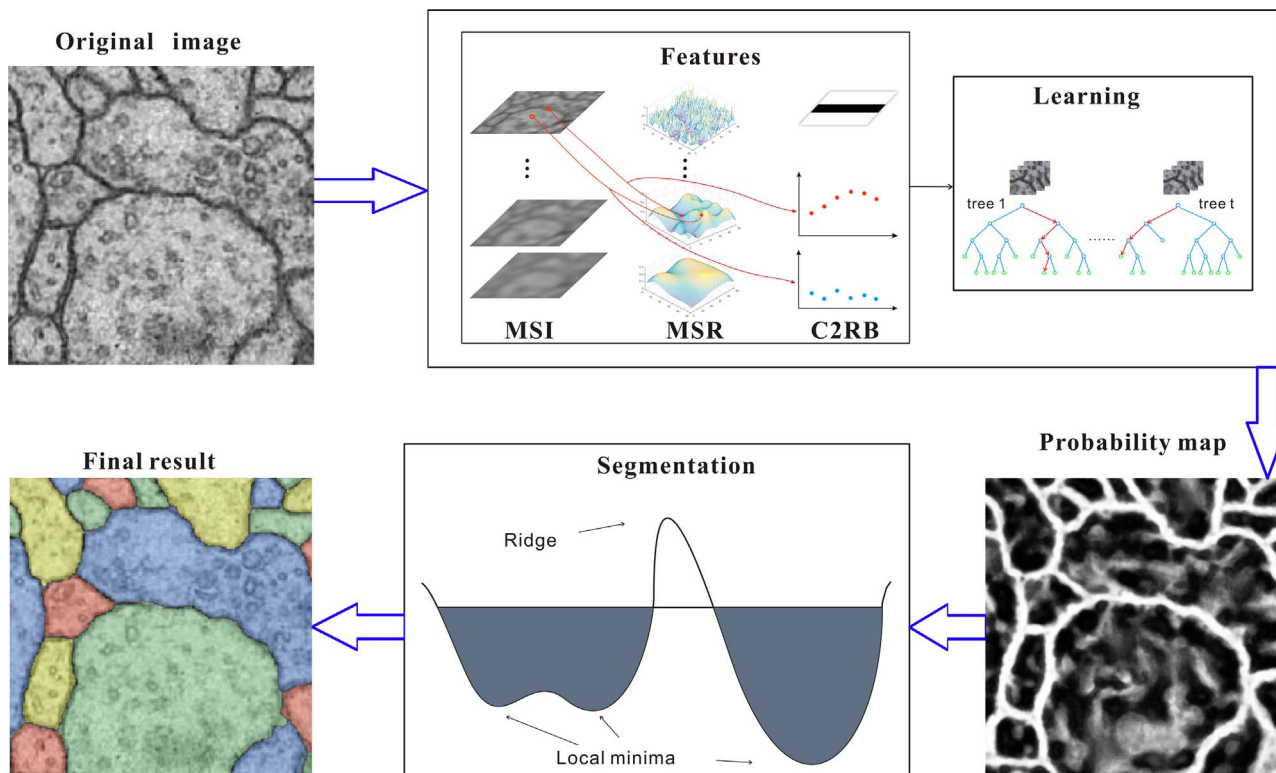 Original image
Features
MSI
MSR
C2RB
Learning
tree 1
tree t
......
Probability map
Segmentation
Ridge
Local minima
Final result